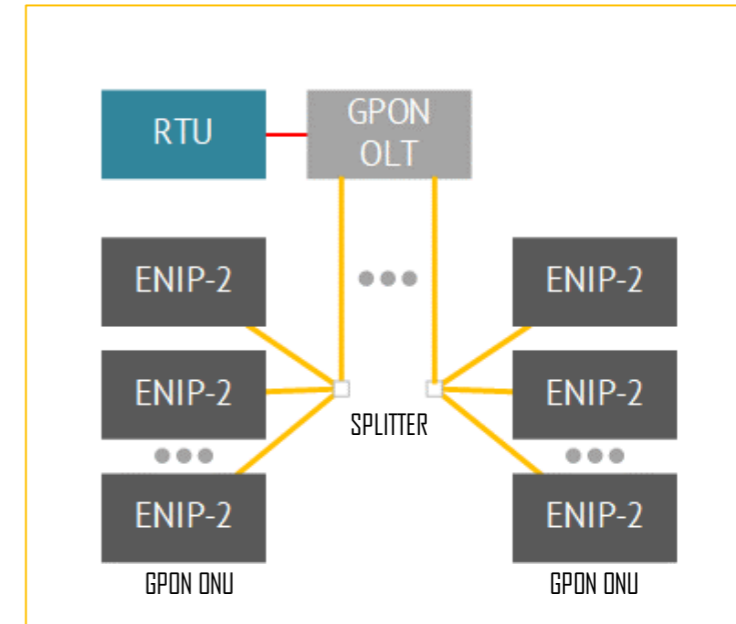 RTU
GPON
OLT
ENIP-2
ENIP-2
ENIP-2
ENIP-2
SPLITTER
ENIP-2
ENIP-2
GPON ONU
GPON ONU